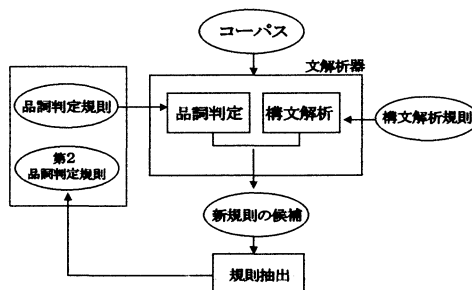 コーパス
文解析器
品詞判定規則
品詞判定
構文解析
構文解析規則
第2
品詞判定規則
新規則の候補
規則抽出